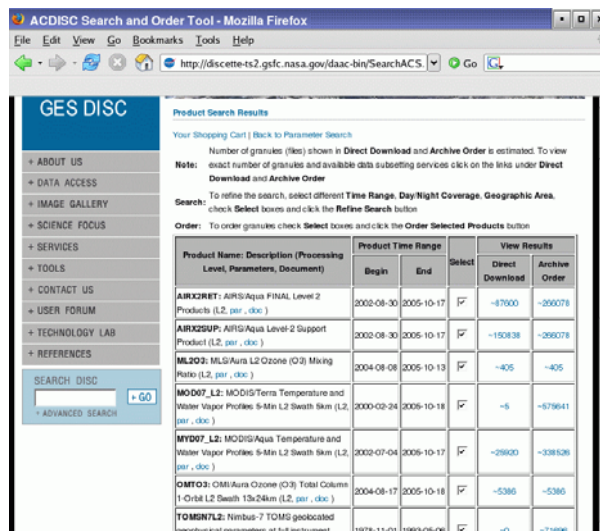 ACDISC Search and Order Tool - Mozilla Firefox
File Edit View Go Bookmarks Tools Help
http://discette-ts2.gsfc.nasa.gov/daac-bin/SearchACS. Go
GES DISC
+ ABOUT US
+ DATA ACCESS
+ IMAGE GALLERY
+ SCIENCE FOCUS
+ SERVICES
+ TOOLS
+ CONTACT US
+ USER FORUM
+ TECHNOLOGY LAB
+ REFERENCES
SEARCH DISC
+ GO
+ ADVANCED SEARCH
Product Search Results
Your Shopping Cart | Back to Parameter Search
Number of granules (files) shown in Direct Download and Archive Order is estimated. To view
Note: exact number of granules and available data subsetting services click on the links under Direct
Download and Archive Order
To refine the search, select different Time Range, Day/Night Coverage, Geographic Area,
Search: check Select boxes and click the Refine Search button
Order: To order granules check Select boxes and click the Order Selected Products button
Product Name: Description (Processing Level, Parameters, Document) Product Time Range Select View Results
Begin End Direct Download Archive Order
AIRX2RET: AIRS/Aqua FINAL Level 2
Products (L2, par , doc ) 2002-08-30 2005-10-17 ~87600 ~266078
AIRX2SUP: AIRS/Aqua Level-2 Support
Product (L2, par , doc ) 2002-08-30 2005-10-17 ~150838 ~266078
ML2O3: MLS/Aura L2 Ozone (O3) Mixing
Ratio (L2, par , doc ) 2004-08-08 2005-10-13 ~405 ~405
MOD07_L2: MODIS/Terra Temperature and
Water Vapor Profiles 5-Min L2 Swath 5km (L2, 2000-02-24 2005-10-18 ~5 ~575641
par , doc )
MYD07_L2: MODIS/Aqua Temperature and
Water Vapor Profiles 5-Min L2 Swath 5km (L2, 2002-07-04 2005-10-17 ~25920 ~338526
par , doc )
OMTO3: OMI/Aura Ozone (O3) Total Column
1-Orbit L2 Swath 13x24km (L2, par , doc ) 2004-08-17 2005-10-18 ~5386 ~5386
TOMSN7L2: Nimbus-7 TOMS geolocated
geophysical parameters at full instrument 1978-11-01 1993-05-06 ~0